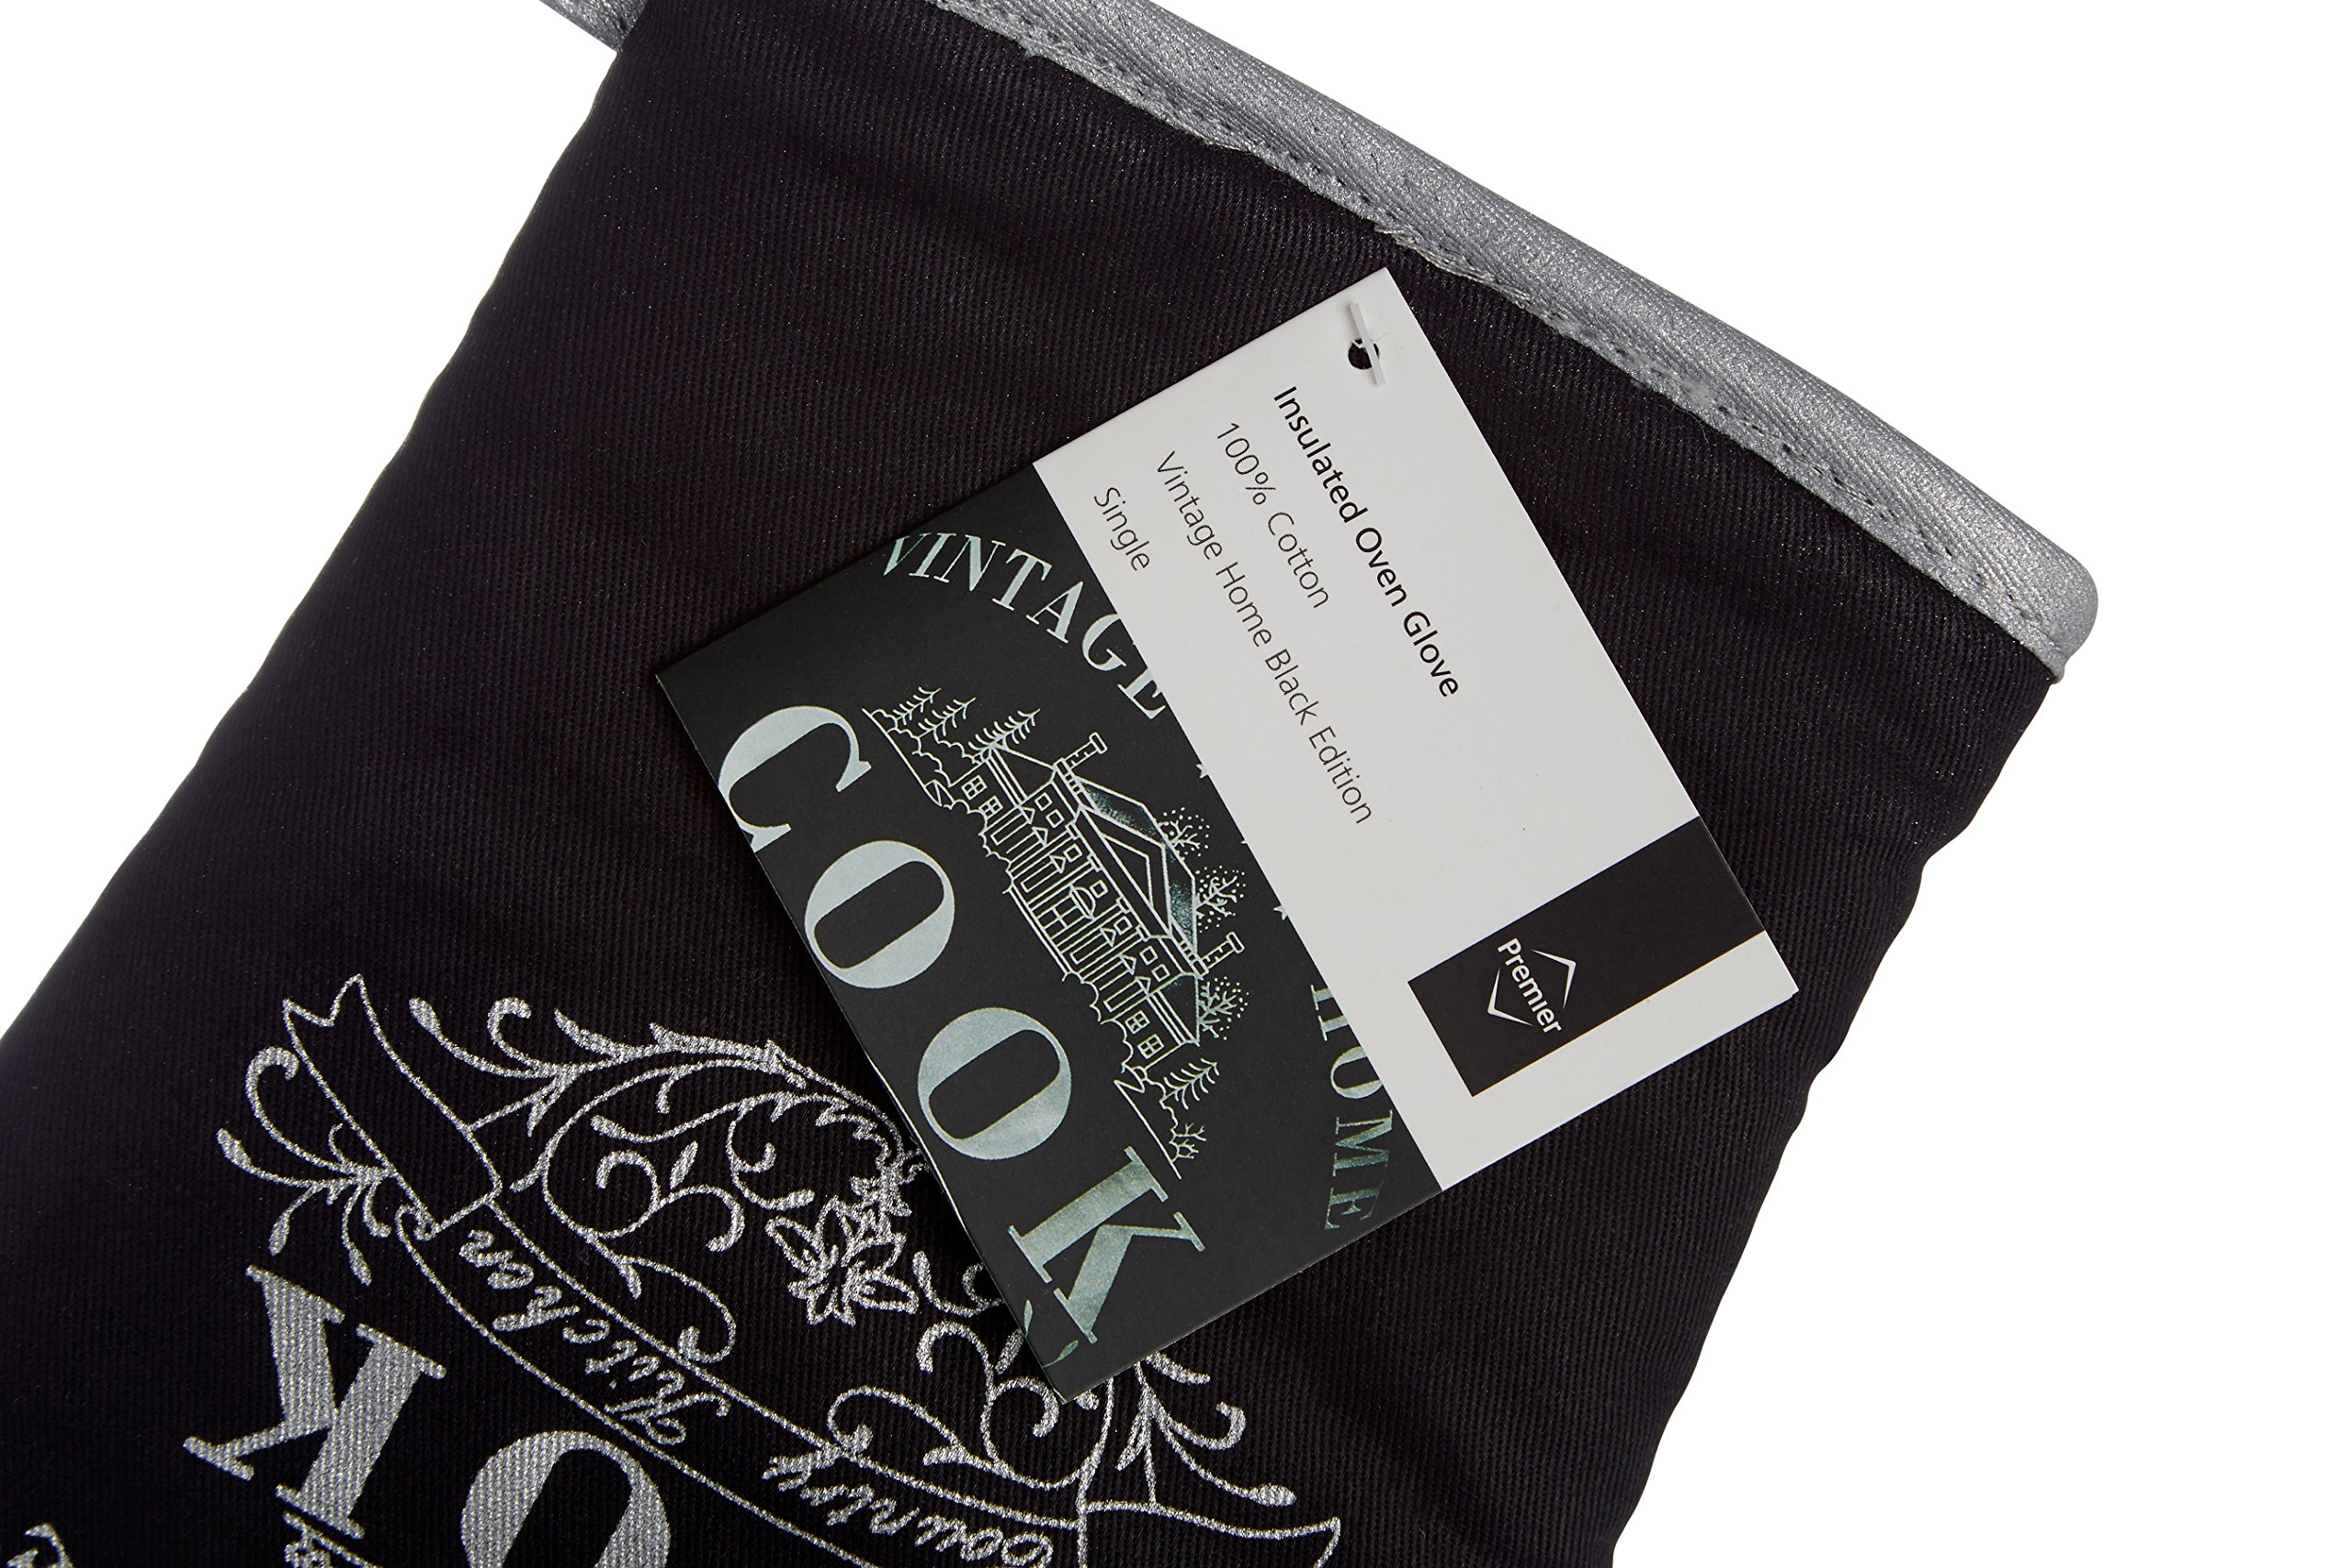 Insulated Oven Glove
100% Cotton
Vintage Home Black Edition
Single
Premier
VINTAGE HOME
COOK
Country Kitchen
OK